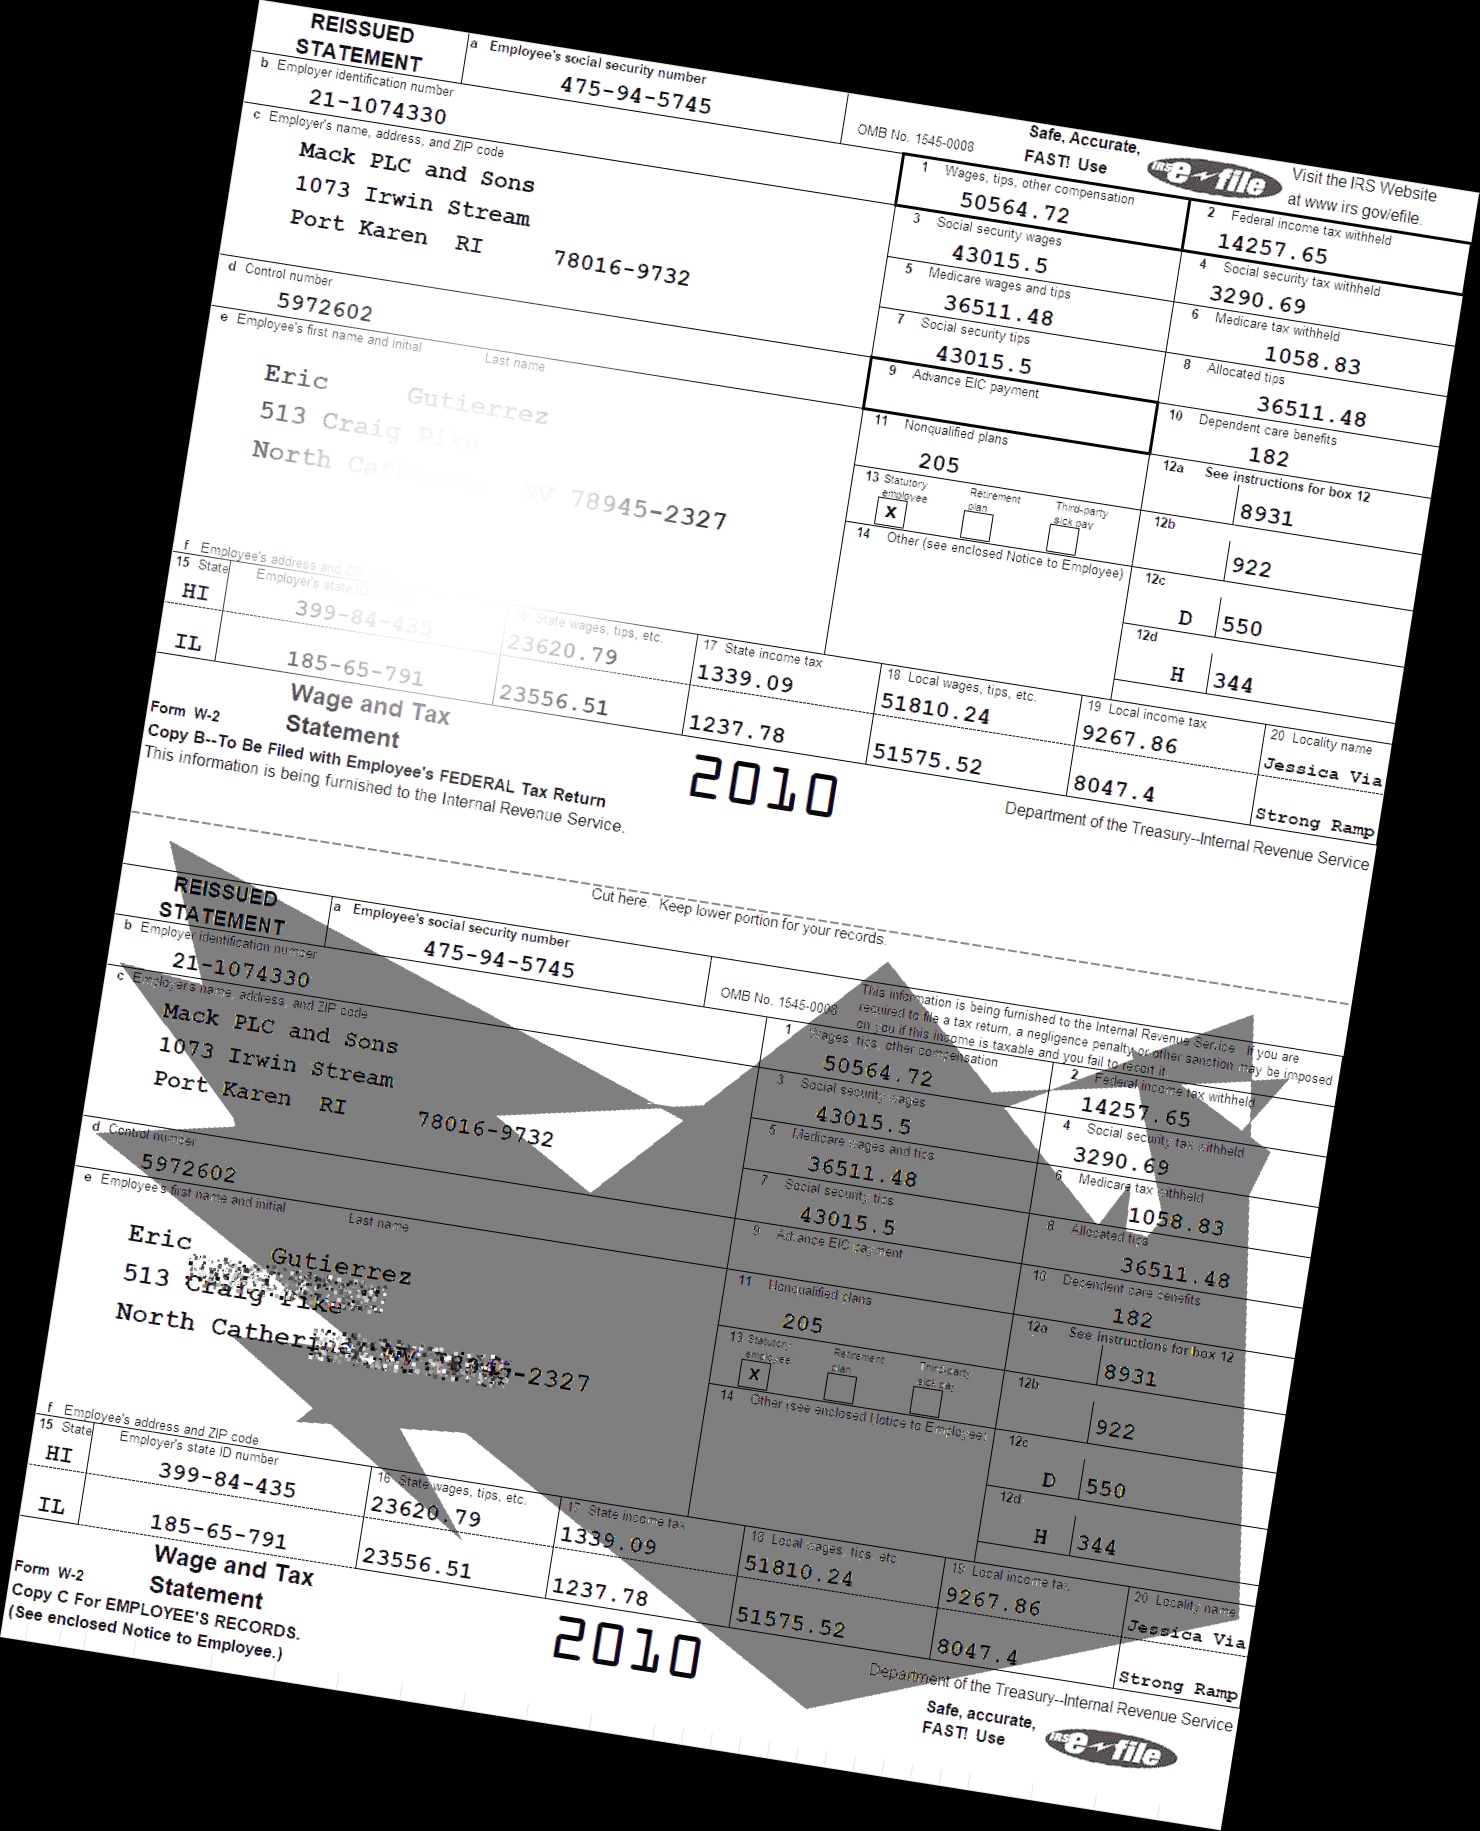 REISSUED
STATEMENT
a Employee's social security number
475-94-5745
OMB No. 1545-0008
Safe, Accurate,
FAST! Use
IRS e-file
Visit the IRS Website
at www irs gov/efile.
b Employer identification number
21-1074330
c Employer's name, address, and ZIP code
Mack PLC and Sons
1073 Irwin Stream
Port Karen RI 78016-9732
d Control number
5972602
e Employee's first name and initial Last name
Eric Gutierrez
513 Craig Pike
North Catherine NV 78945-2327
f Employee's address and ZIP code
1 Wages, tips, other compensation
50564.72
2 Federal income tax withheld
14257.65
3 Social security wages
43015.5
4 Social security tax withheld
3290.69
5 Medicare wages and tips
36511.48
6 Medicare tax withheld
1058.83
7 Social security tips
43015.5
8 Allocated tips
36511.48
9 Advance EIC payment
10 Dependent care benefits
182
11 Nonqualified plans
205
12a See instructions for box 12
8931
13 Statutory employee Retirement plan Third-party sick pay
x
12b
922
14 Other (see enclosed Notice to Employee)
12c
D 550
12d
H 344
15 State Employer's state ID number
HI 399-84-435
IL 185-65-791
16 State wages, tips, etc.
23620.79
23556.51
17 State income tax
1339.09
1237.78
18 Local wages, tips, etc.
51810.24
51575.52
19 Local income tax
9267.86
8047.4
20 Locality name
Jessica Via
Strong Ramp
Form W-2
Wage and Tax
Statement
2010
Copy B--To Be Filed with Employee's FEDERAL Tax Return
This information is being furnished to the Internal Revenue Service.
Department of the Treasury--Internal Revenue Service
Cut here. Keep lower portion for your records.
REISSUED
STATEMENT
a Employee's social security number
475-94-5745
OMB No. 1545-0008
This information is being furnished to the Internal Revenue Service. If you are
required to file a tax return, a negligence penalty or other sanction may be imposed
on you if this income is taxable and you fail to report it.
b Employer identification number
21-1074330
c Employer's name, address, and ZIP code
Mack PLC and Sons
1073 Irwin Stream
Port Karen RI 78016-9732
d Control number
5972602
e Employee's first name and initial Last name
Eric Gutierrez
513 Craig Pike
North Catherine NV 78945-2327
f Employee's address and ZIP code
1 Wages, tips, other compensation
50564.72
2 Federal income tax withheld
14257.65
3 Social security wages
43015.5
4 Social security tax withheld
3290.69
5 Medicare wages and tips
36511.48
6 Medicare tax withheld
1058.83
7 Social security tips
43015.5
8 Allocated tips
36511.48
9 Advance EIC payment
10 Dependent care benefits
182
11 Nonqualified plans
205
12a See instructions for box 12
8931
13 Statutory employee Retirement plan Third-party sick pay
x
12b
922
14 Other (see enclosed Notice to Employee)
12c
D 550
12d
H 344
15 State Employer's state ID number
HI 399-84-435
IL 185-65-791
16 State wages, tips, etc.
23620.79
23556.51
17 State income tax
1339.09
1237.78
18 Local wages, tips, etc.
51810.24
51575.52
19 Local income tax
9267.86
8047.4
20 Locality name
Jessica Via
Strong Ramp
Form W-2
Wage and Tax
Statement
2010
Copy C For EMPLOYEE'S RECORDS.
(See enclosed Notice to Employee.)
Department of the Treasury--Internal Revenue Service
Safe, accurate,
FAST! Use
IRS e-file